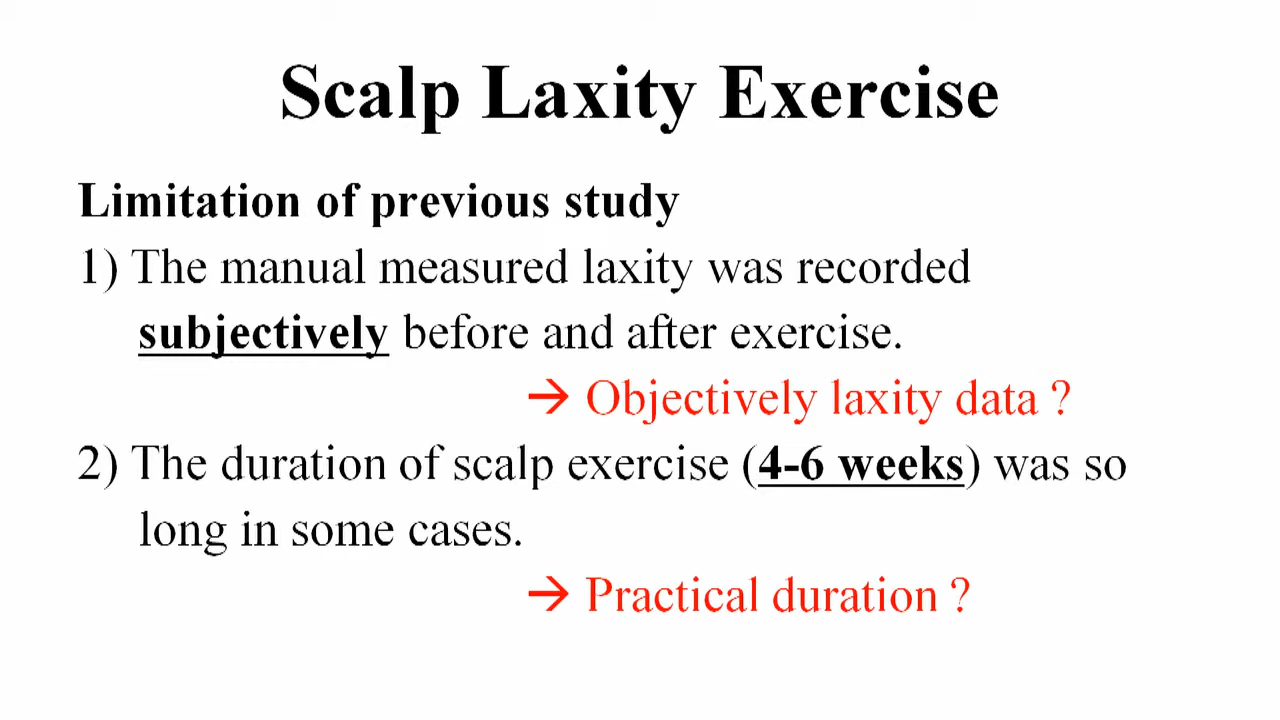 Scalp Laxity Exercise
Limitation of previous study
1) The manual measured laxity was recorded
subjectively before and after exercise.
→ Objectively laxity data ?
2) The duration of scalp exercise (4-6 weeks) was so
long in some cases.
→ Practical duration ?